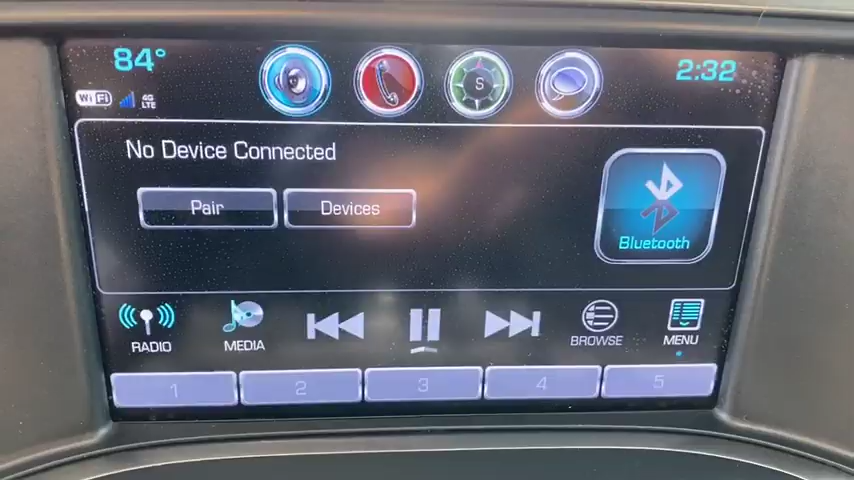 84°
2:32
WiFi
4G
LTE
S
No Device Connected
Pair
Devices
Bluetooth
RADIO
MEDIA
BROWSE
MENU
1
2
3
4
5